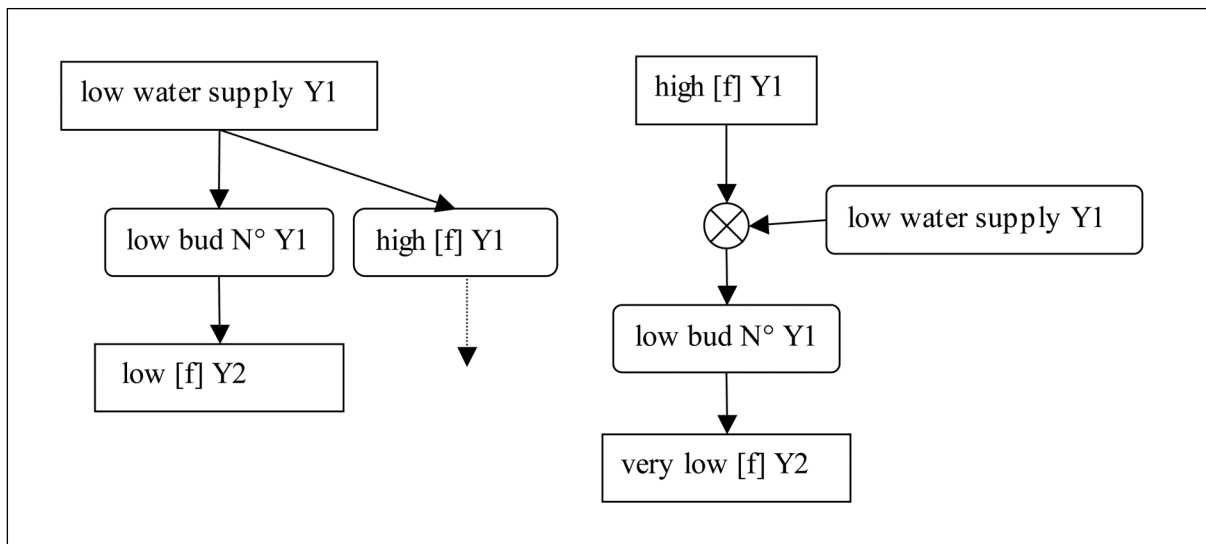 low water supply Y1
low bud N° Y1
high [f] Y1
low [f] Y2
high [f] Y1
low water supply Y1
low bud N° Y1
very low [f] Y2